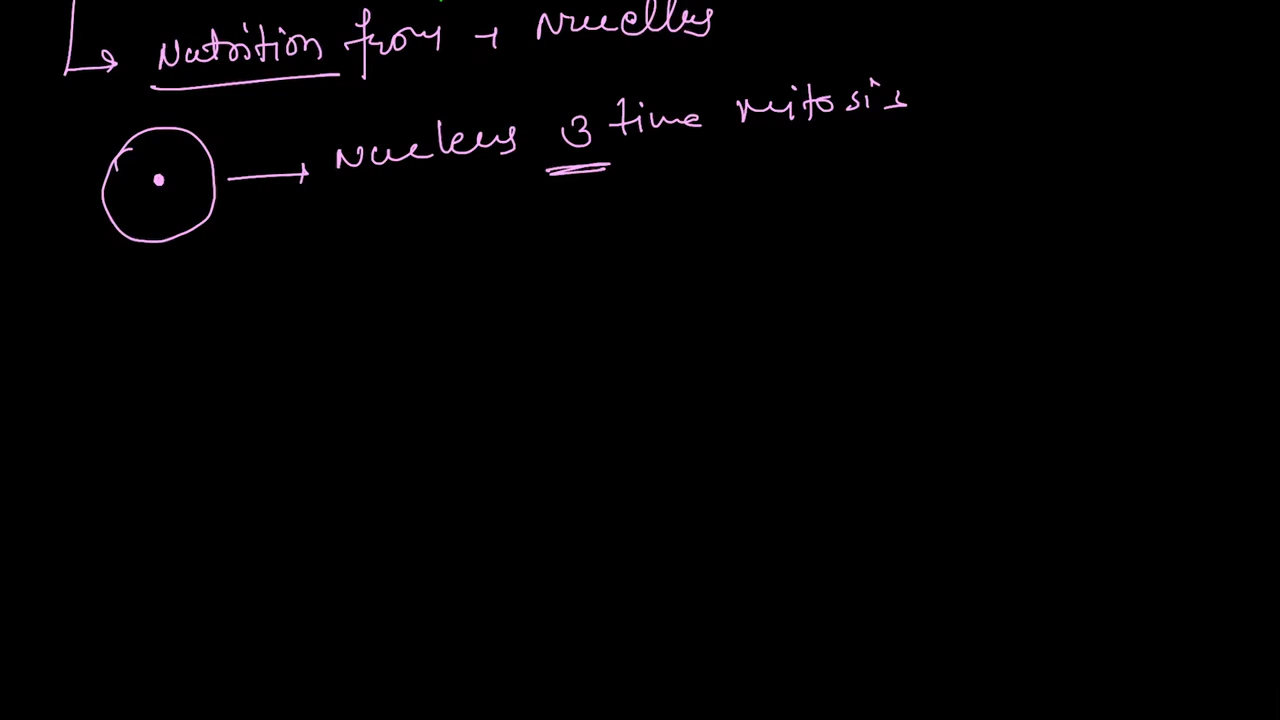 Nutrition from → Nucellus
→ Nucleus 3 time mitosis